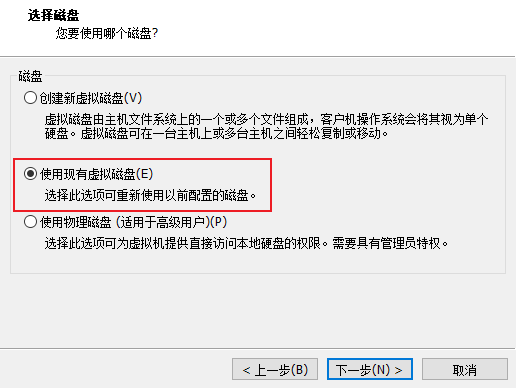 选择磁盘
您要使用哪个磁盘?
磁盘
创建新虚拟磁盘(V)
虚拟磁盘由主机文件系统上的一个或多个文件组成，客户机操作系统会将其视为单个
硬盘。虚拟磁盘可在一台主机上或多台主机之间轻松复制或移动。
使用现有虚拟磁盘(E)
选择此选项可重新使用以前配置的磁盘。
使用物理磁盘 (适用于高级用户)(P)
选择此选项可为虚拟机提供直接访问本地硬盘的权限。需要具有管理员特权。
< 上一步(B)
下一步(N) >
取消